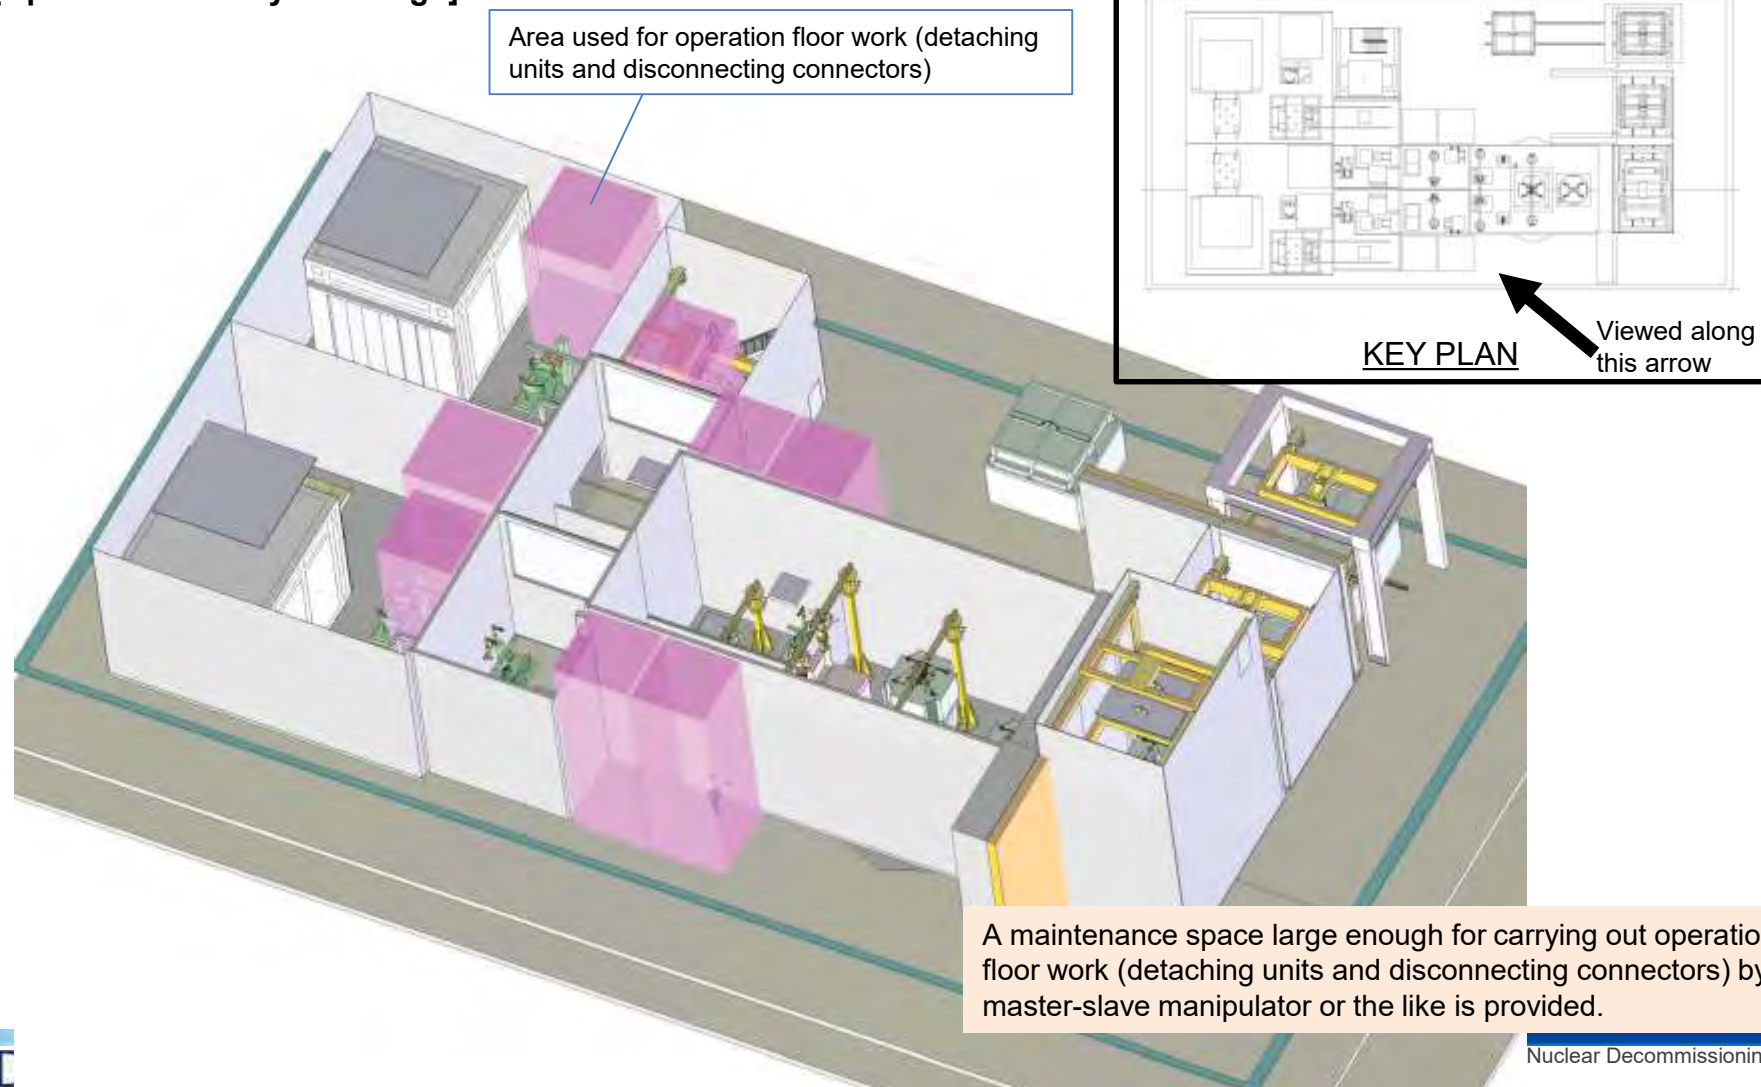 Area used for operation floor work (detaching
units and disconnecting connectors)
KEY PLAN
Viewed along
this arrow
A maintenance space large enough for carrying out operatio
floor work (detaching units and disconnecting connectors) by
master-slave manipulator or the like is provided.
Nuclear Decommissionin